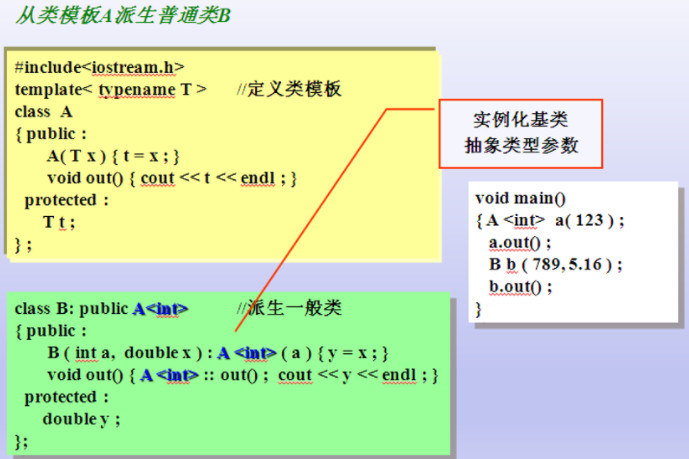 从类模板A派生普通类B
#include<iostream.h>
template< typename T >    //定义类模板
class A
{ public :
A( T x ) { t = x ; }
void out() { cout << t << endl ; }
protected :
T t ;
} ;
实例化基类
抽象类型参数
void main()
{ A <int> a( 123 ) ;
a.out() ;
B b ( 789, 5.16 ) ;
b.out() ;
}
class B: public A<int>    //派生一般类
{ public :
B ( int a, double x ) : A <int> ( a ) { y = x ; }
void out() { A <int> :: out() ; cout << y << endl ; }
protected :
double y ;
};